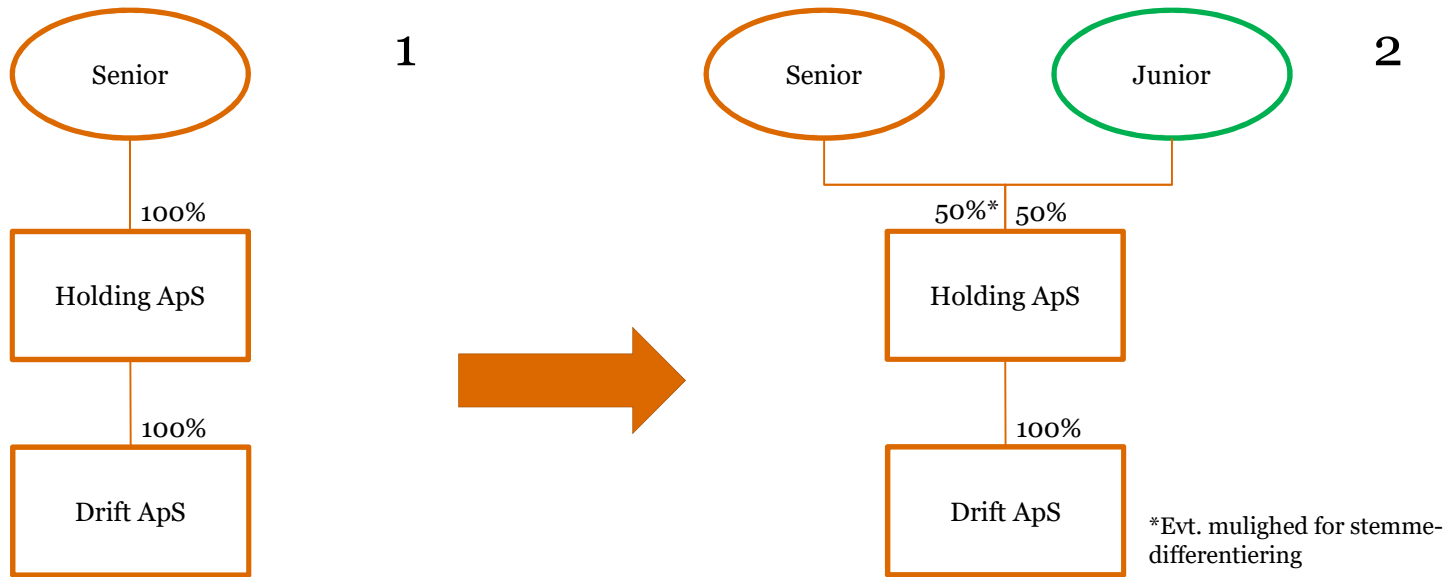 1
Senior
100%
Holding ApS
100%
Drift ApS
2
Senior
Junior
50%* 50%
Holding ApS
100%
Drift ApS
*Evt. mulighed for stemme-
differentiering